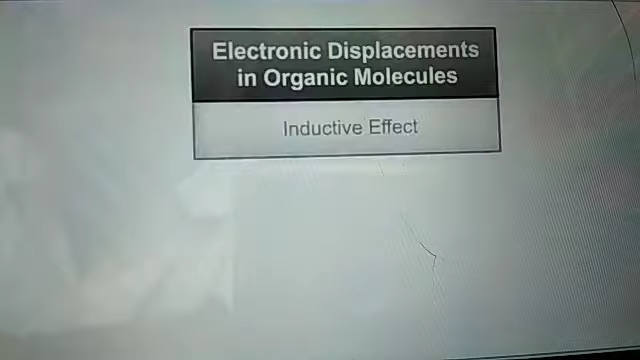 Electronic Displacements
in Organic Molecules
Inductive Effect